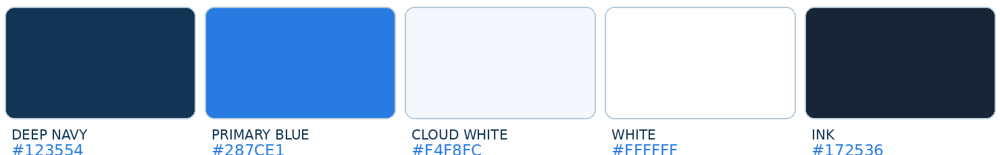 DEEP NAVY
#123554
PRIMARY BLUE
#287CE1
CLOUD WHITE
#F4F8FC
WHITE
#FFFFFF
INK
#172536